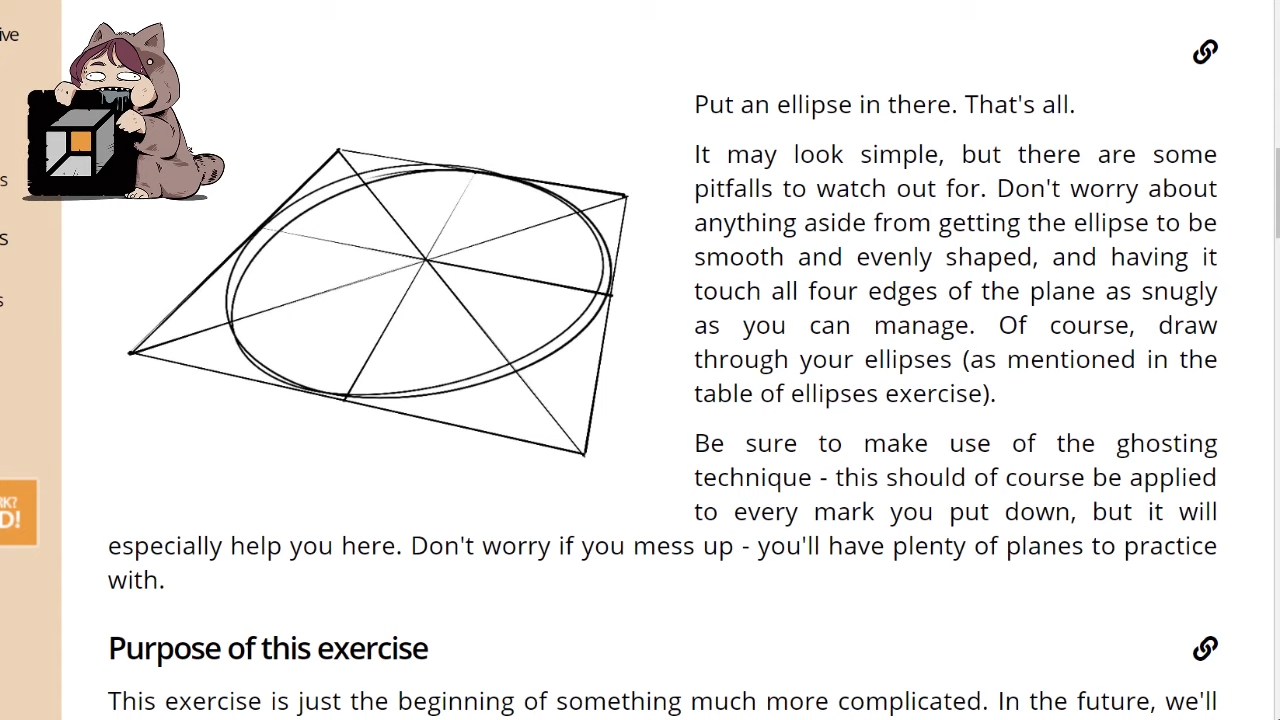 ive
Put an ellipse in there. That's all.
It may look simple, but there are some
pitfalls to watch out for. Don't worry about
anything aside from getting the ellipse to be
smooth and evenly shaped, and having it
touch all four edges of the plane as snugly
as you can manage. Of course, draw
through your ellipses (as mentioned in the
table of ellipses exercise).
Be sure to make use of the ghosting
technique - this should of course be applied
to every mark you put down, but it will
especially help you here. Don't worry if you mess up - you'll have plenty of planes to practice
with.
s
s
s
RK?
D!
Purpose of this exercise
This exercise is just the beginning of something much more complicated. In the future, we'll